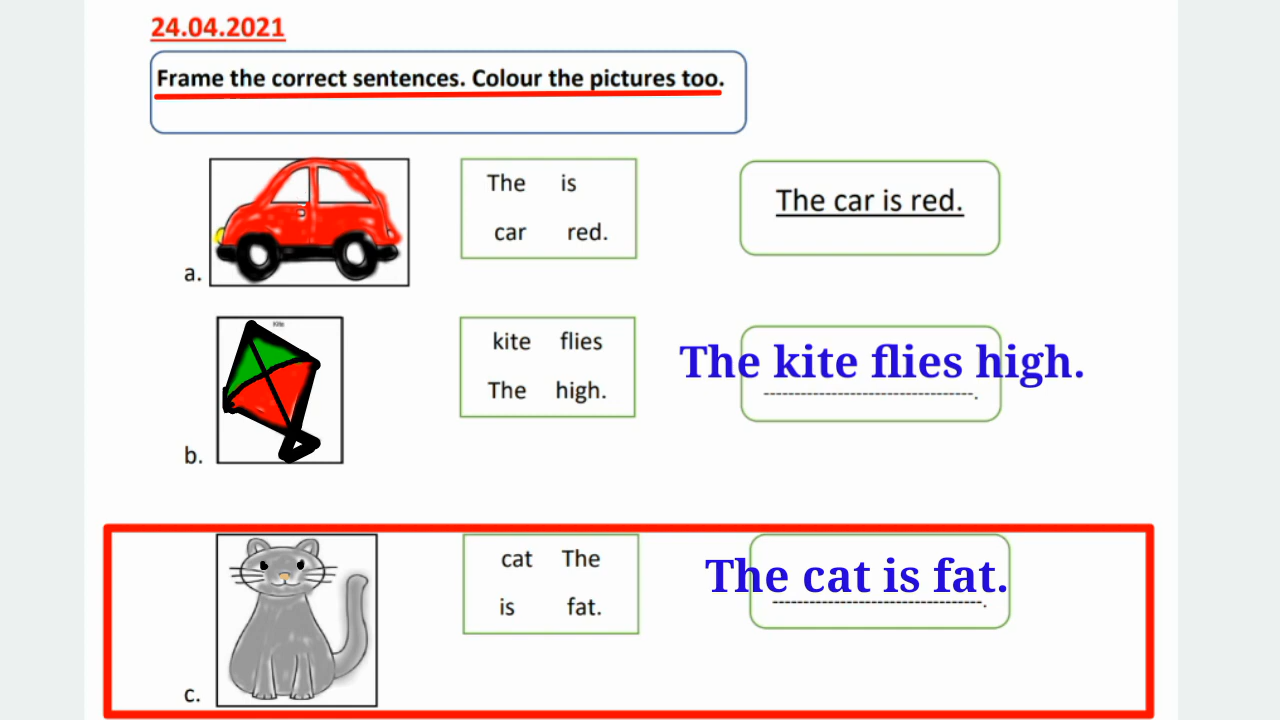 24.04.2021
Frame the correct sentences. Colour the pictures too.
The is
car red.
The car is red.
a.
Kite
kite flies
The high.
The kite flies high.
b.
cat The
is fat.
The cat is fat.
c.